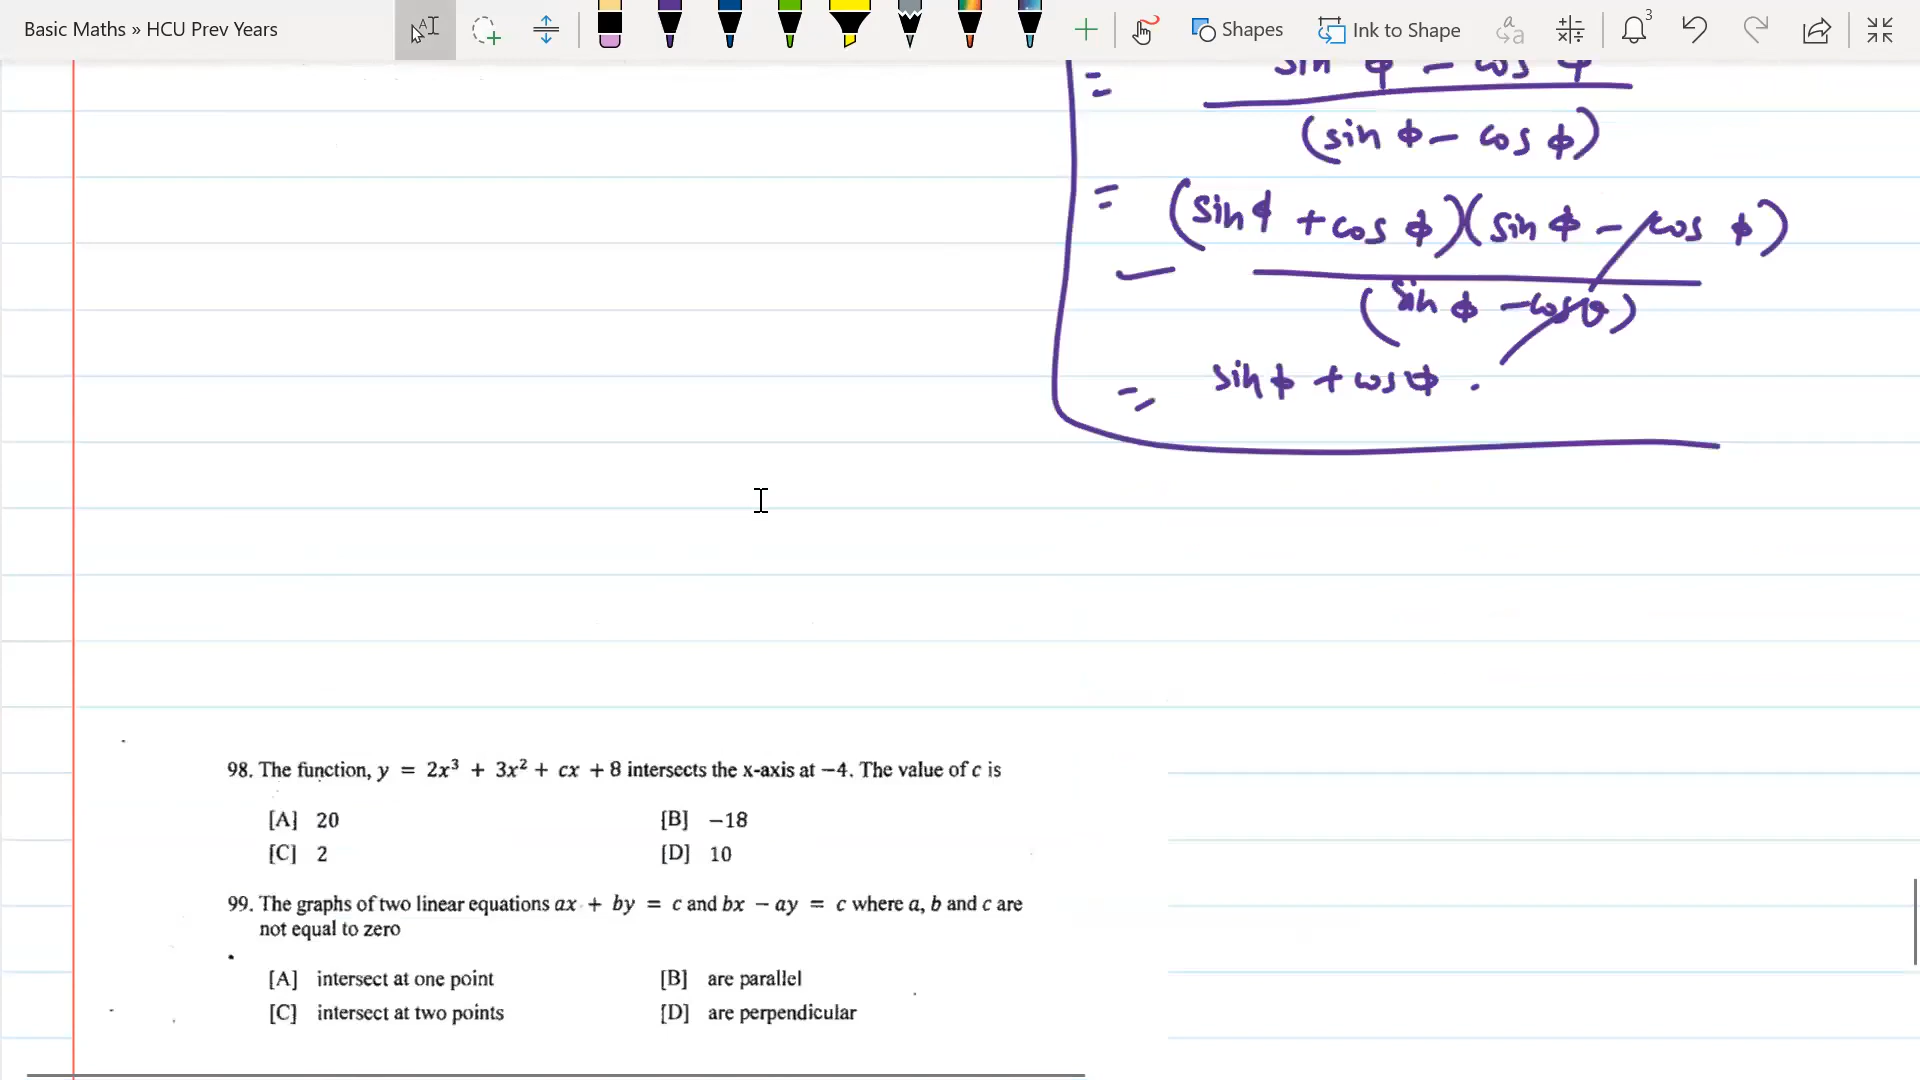 Basic Maths » HCU Prev Years
Shapes
Ink to Shape
3
= sin φ − cos φ
(sin φ − cos φ)
= (sin φ + cos φ)(sin φ − cos φ)
(sin φ − cos θ)
= sin φ + cos φ .
98. The function, y = 2x³ + 3x² + cx + 8 intersects the x-axis at −4. The value of c is
[A] 20 [B] −18
[C] 2 [D] 10
99. The graphs of two linear equations ax + by = c and bx − ay = c where a, b and c are
not equal to zero
[A] intersect at one point [B] are parallel
[C] intersect at two points [D] are perpendicular